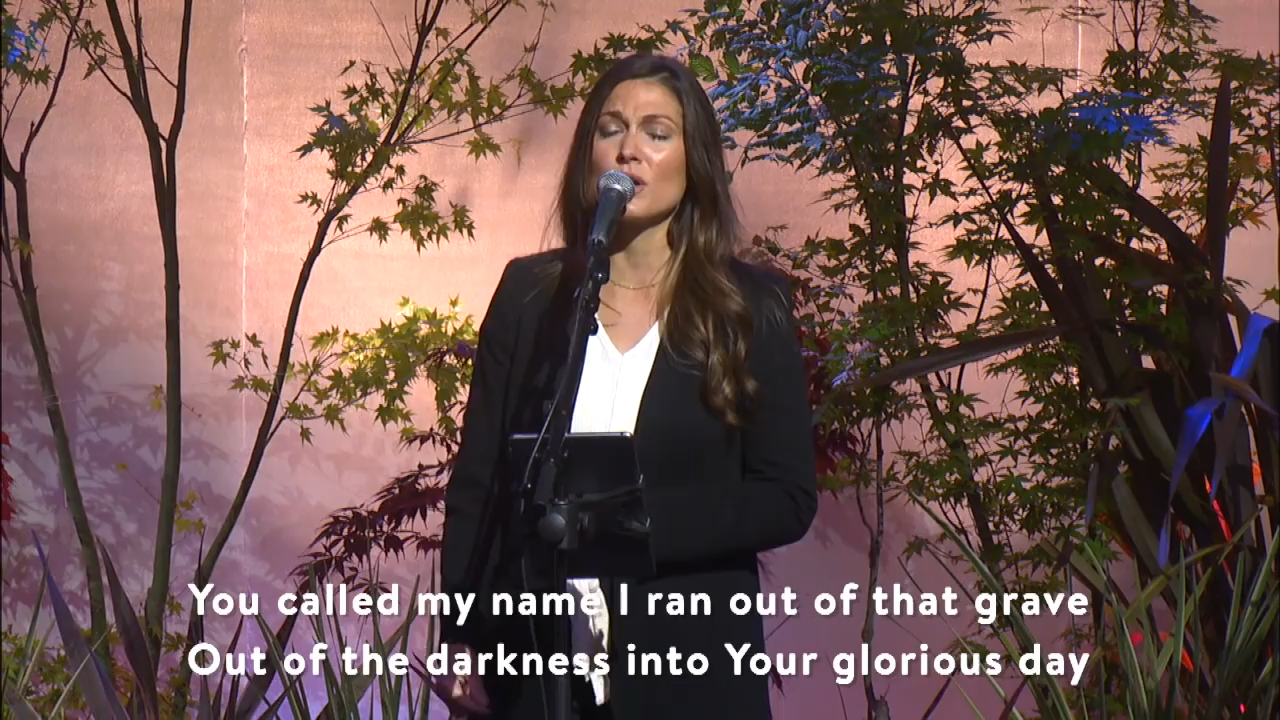 You called my name I ran out of that grave
Out of the darkness into Your glorious day